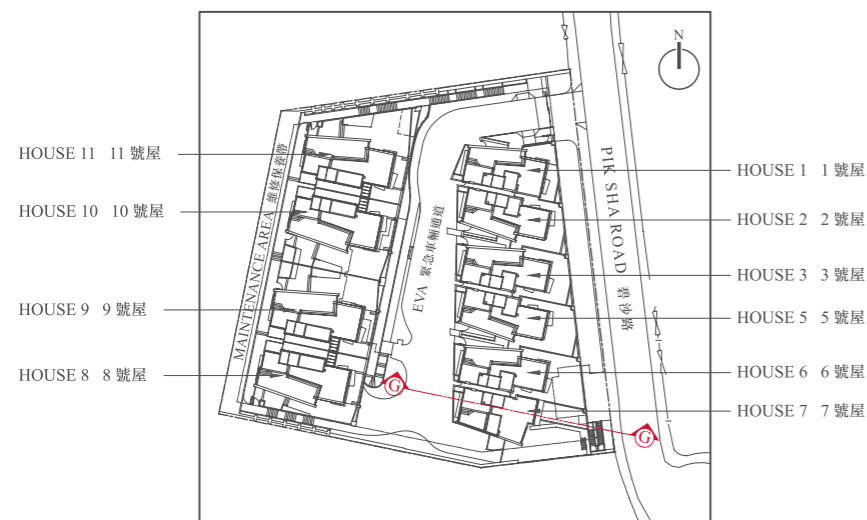 N
HOUSE 11 11 號屋
HOUSE 10 10 號屋
HOUSE 9 9 號屋
HOUSE 8 8 號屋
MAINTENANCE AREA 維修保養帶
EVA 緊急車輛通道
PIK SHA ROAD 碧沙路
HOUSE 1 1 號屋
HOUSE 2 2 號屋
HOUSE 3 3 號屋
HOUSE 5 5 號屋
HOUSE 6 6 號屋
HOUSE 7 7 號屋
G
G